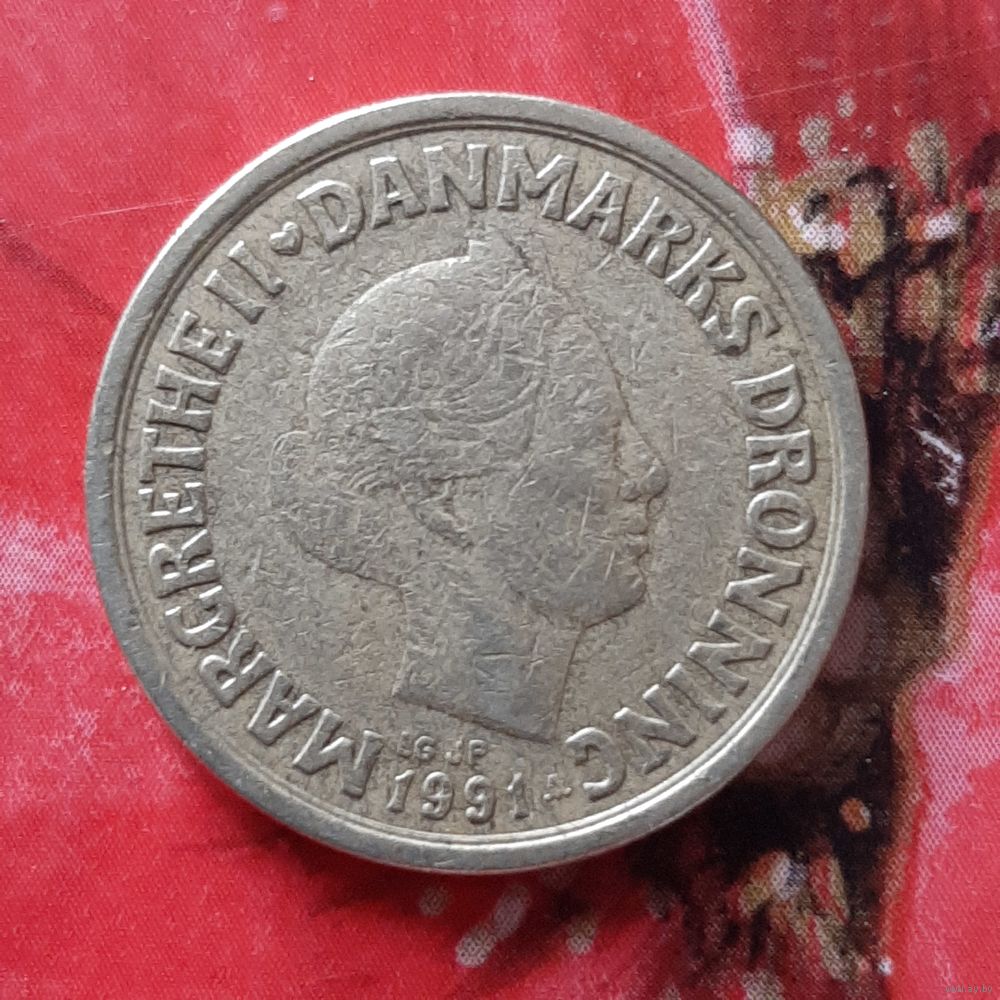 MARGRETHE II ♥ DANMARKS DRONNING
LG JP
1991